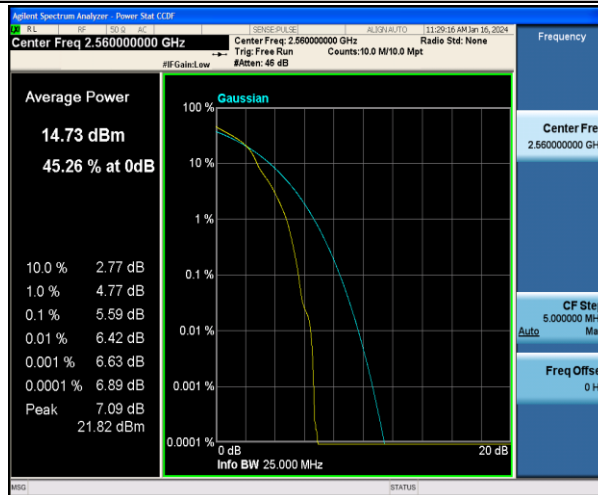 Agilent Spectrum Analyzer - Power Stat CCDF
RL RF 50 Ω AC SENSE:PULSE ALIGN AUTO 11:29:16 AM Jan 16, 2024
Center Freq 2.560000000 GHz
Center Freq: 2.560000000 GHz Radio Std: None
Trig: Free Run Counts:10.0 M/10.0 Mpt
#IFGain:Low #Atten: 46 dB
Frequency
Average Power
14.73 dBm
45.26 % at 0dB
10.0 % 2.77 dB
1.0 % 4.77 dB
0.1 % 5.59 dB
0.01 % 6.42 dB
0.001 % 6.63 dB
0.0001 % 6.89 dB
Peak 7.09 dB
21.82 dBm
Gaussian
100 %
10 %
1 %
0.1 %
0.01 %
0.001 %
0.0001 %
0 dB 20 dB
Info BW 25.000 MHz
Center Fre
2.560000000 GH
CF Ste
5.000000 MH
Auto Ma
Freq Offse
0 H
MSG STATUS